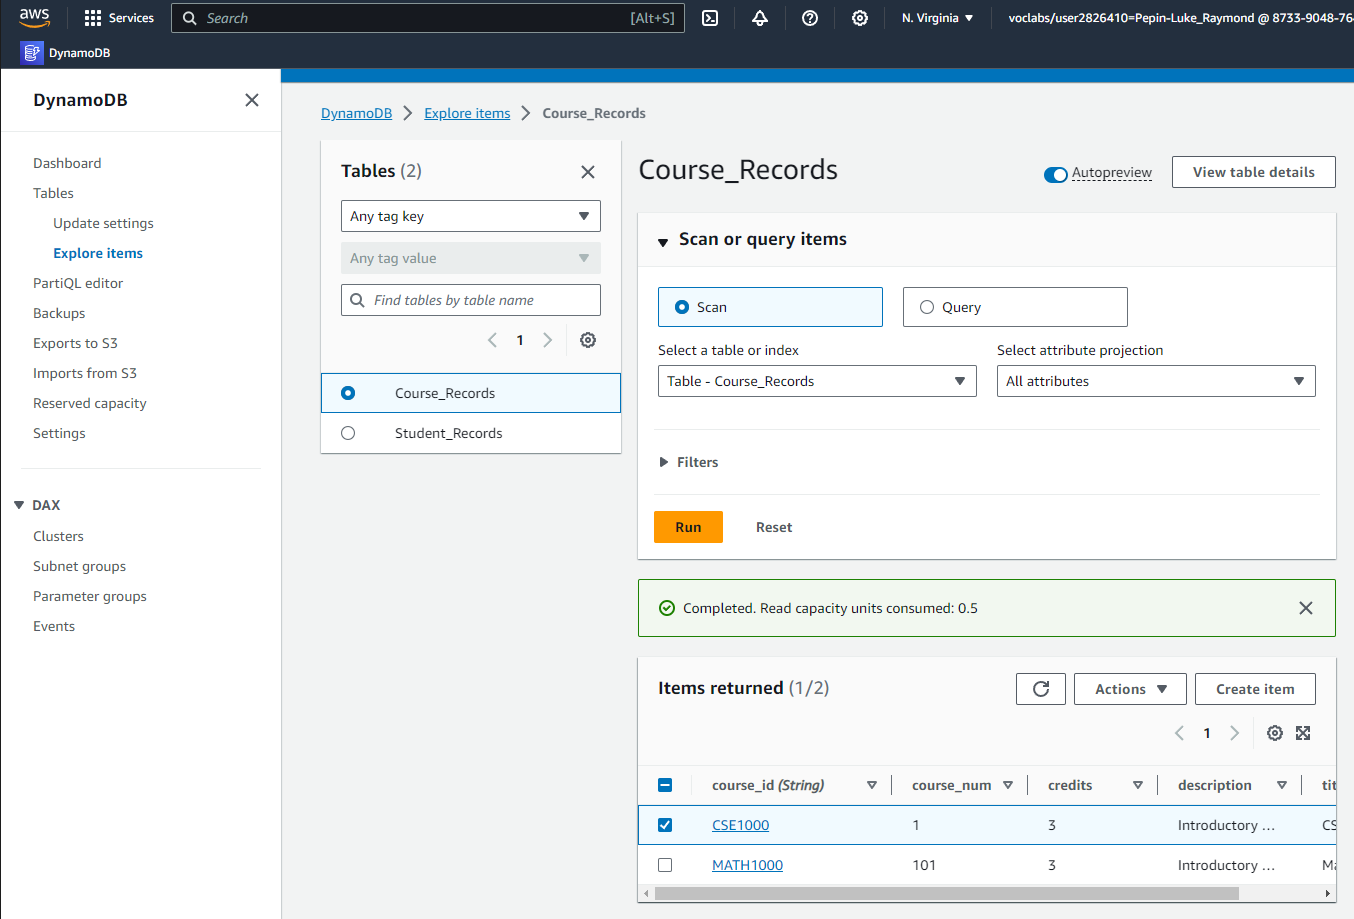 aws
Services
Search
[Alt+S]
N. Virginia
voclabs/user2826410=Pepin-Luke_Raymond @ 8733-9048-76
DynamoDB
DynamoDB
Dashboard
Tables
Update settings
Explore items
PartiQL editor
Backups
Exports to S3
Imports from S3
Reserved capacity
Settings
DAX
Clusters
Subnet groups
Parameter groups
Events
DynamoDB > Explore items > Course_Records
Tables (2)
Any tag key
Any tag value
Find tables by table name
1
Course_Records
Student_Records
Course_Records
Autopreview
View table details
Scan or query items
Scan
Query
Select a table or index
Select attribute projection
Table - Course_Records
All attributes
Filters
Run
Reset
Completed. Read capacity units consumed: 0.5
Items returned (1/2)
Actions
Create item
1
course_id (String) course_num credits description tit
CSE1000 1 3 Introductory ... CS
MATH1000 101 3 Introductory ... Ma